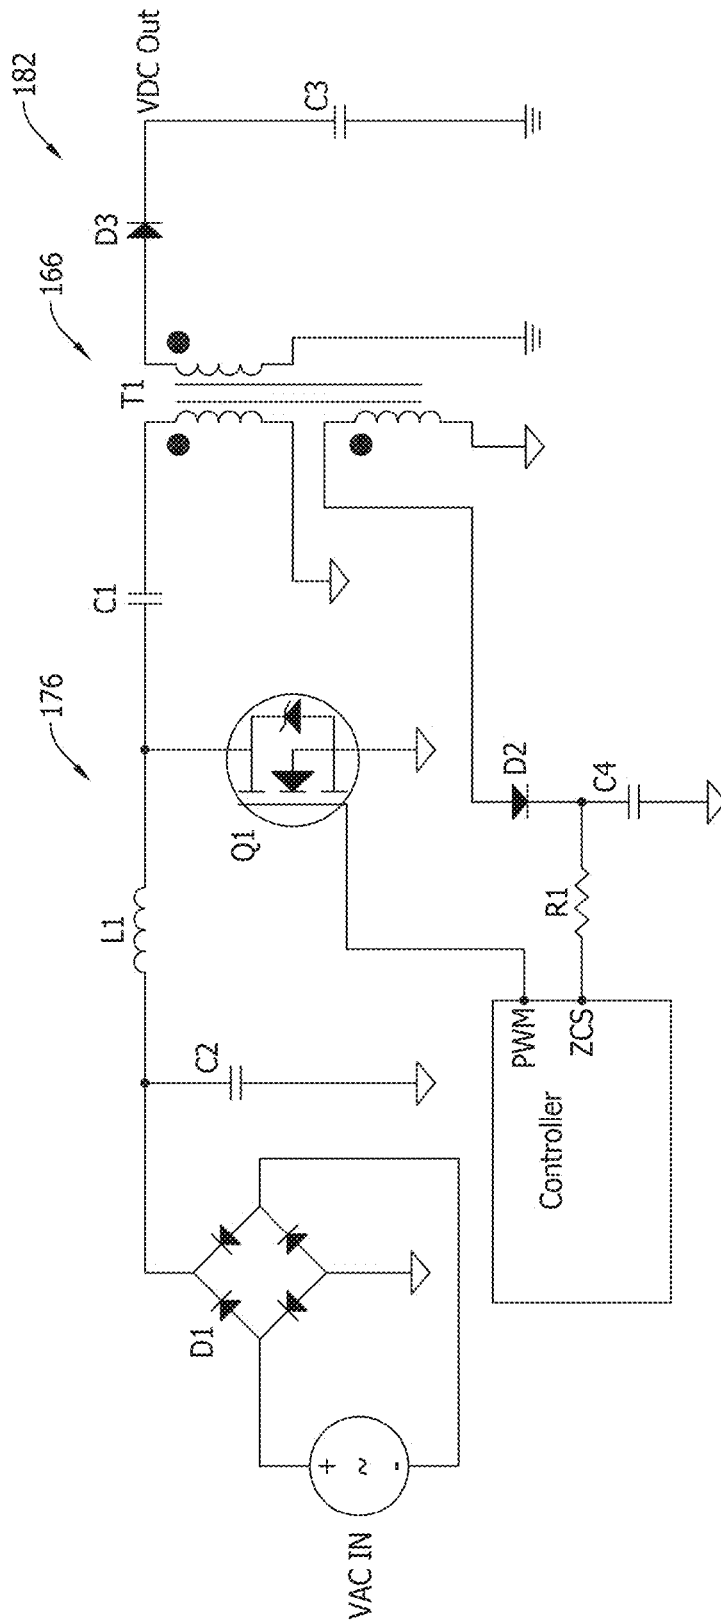 182
166
176
VDC Out
D3
C3
T1
C1
L1
Q1
C2
D1
D2
C4
R1
PWM
ZCS
Controller
+
~
-
VAC IN